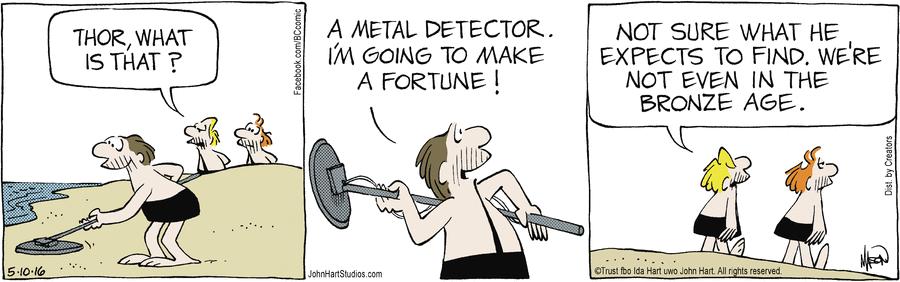 THOR, WHAT
IS THAT ?
Facebook.com/BCcomic
5-10-16
A METAL DETECTOR.
I'M GOING TO MAKE
A FORTUNE !
JohnHartStudios.com
NOT SURE WHAT HE
EXPECTS TO FIND. WE'RE
NOT EVEN IN THE
BRONZE AGE.
Dist. by Creators
©Trust fbo Ida Hart uwo John Hart. All rights reserved.
MASON